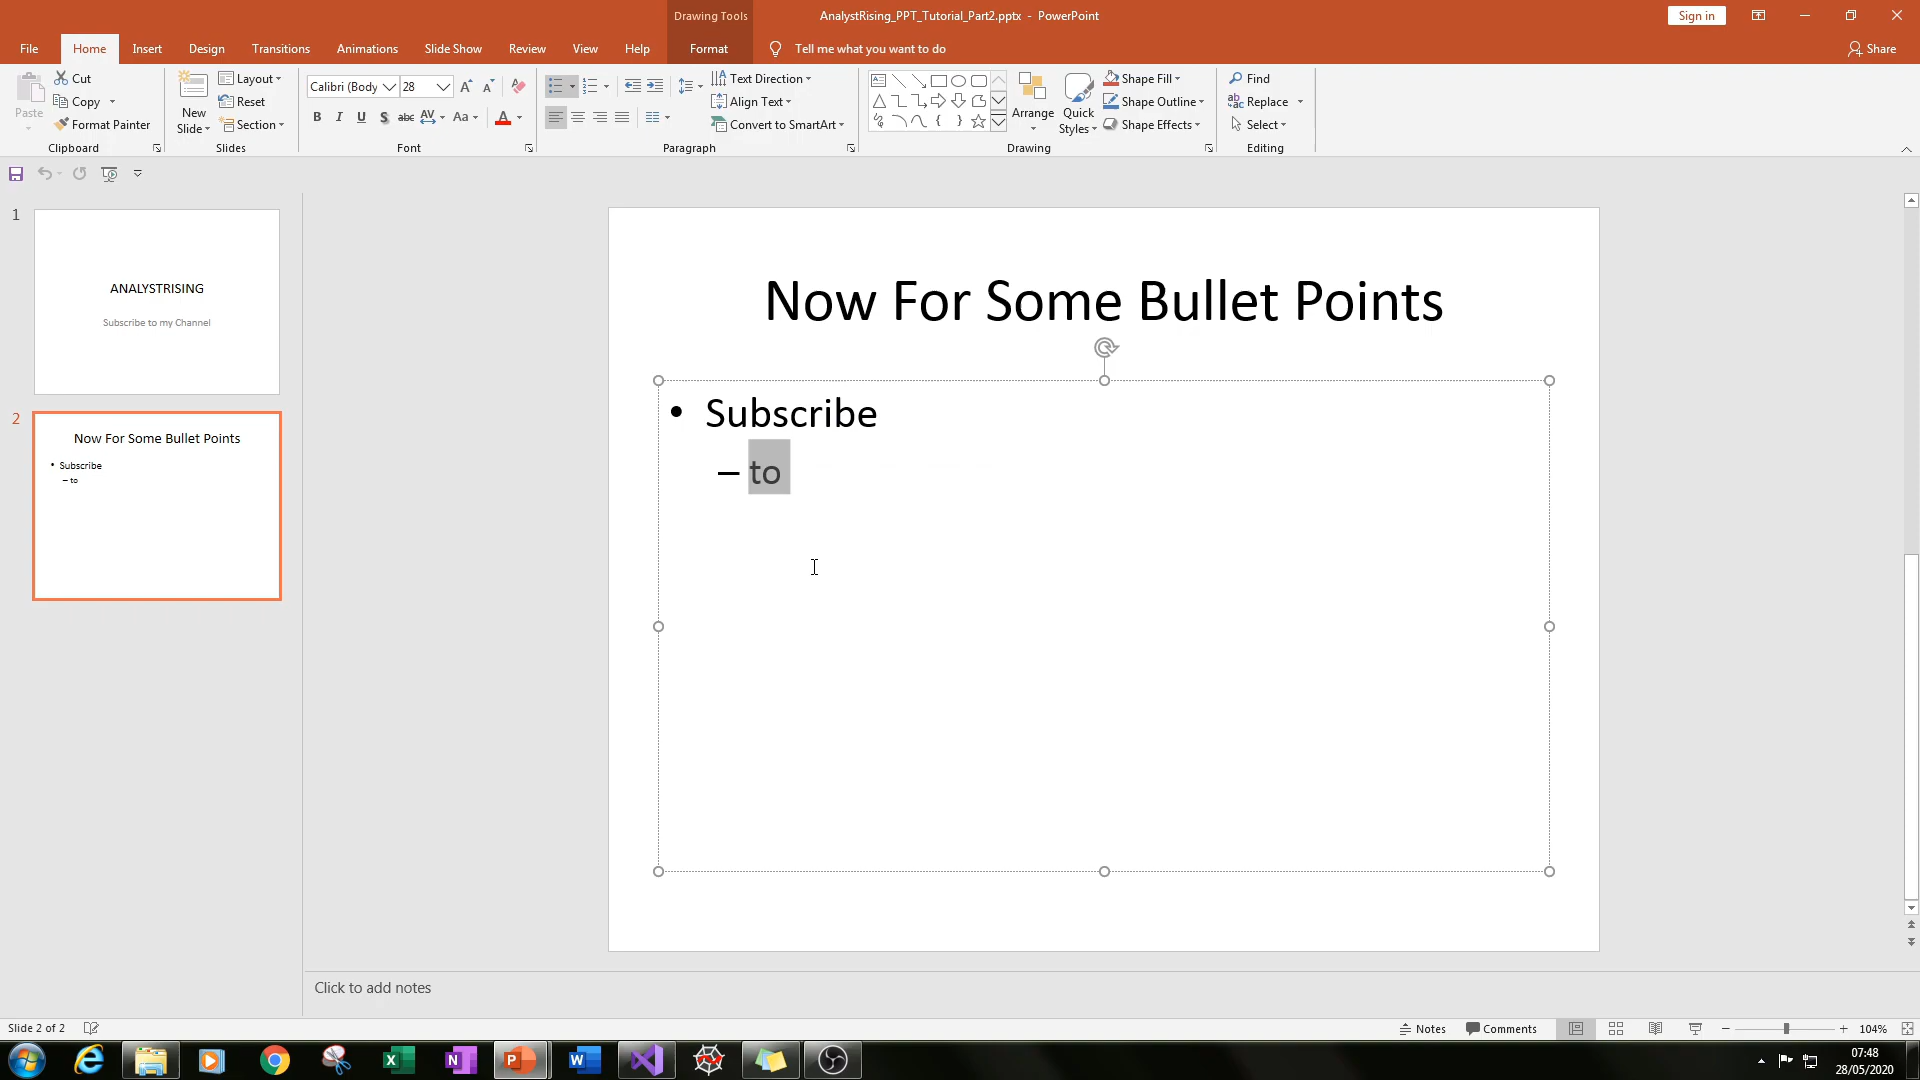 Drawing Tools
AnalystRising_PPT_Tutorial_Part2.pptx - PowerPoint
Sign in
File
Home
Insert
Design
Transitions
Animations
Slide Show
Review
View
Help
Format
Tell me what you want to do
Share
Paste
Cut
Copy
Format Painter
Clipboard
New
Slide
Layout
Reset
Section
Slides
Calibri (Body
28
A
A
A
B
I
U
S
abc
AV
Aa
A
Font
Text Direction
Align Text
Convert to SmartArt
Paragraph
Arrange
Quick
Styles
Shape Fill
Shape Outline
Shape Effects
Drawing
Find
Replace
Select
Editing
1
ANALYSTRISING
Subscribe to my Channel
2
Now For Some Bullet Points
• Subscribe
– to
Now For Some Bullet Points
• Subscribe
– to
Click to add notes
Slide 2 of 2
Notes
Comments
104%
07:48
28/05/2020